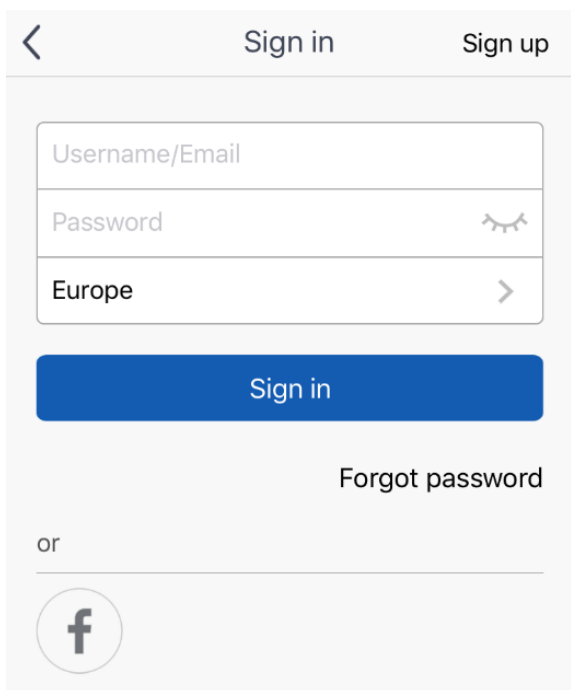 Sign in Sign up
Username/Email
Password
Europe
Sign in
Forgot password
or